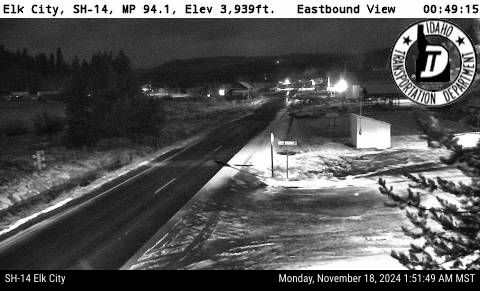 Elk City, SH-14, MP 94.1, Elev 3,939ft. Eastbound View 00:49:15
IDAHO
TRANSPORTATION DEPARTMENT
SH-14 Elk City Monday, November 18, 2024 1:51:49 AM MST